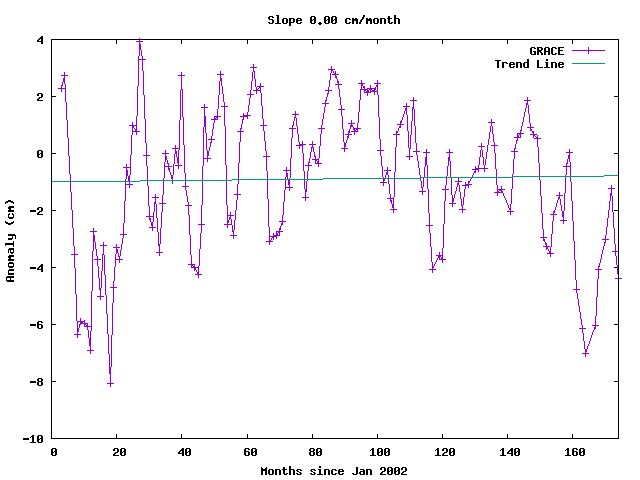 Slope 0.00 cm/month
GRACE
Trend Line
4
2
0
-2
-4
-6
-8
-10
Anomaly (cm)
0 20 40 60 80 100 120 140 160
Months since Jan 2002